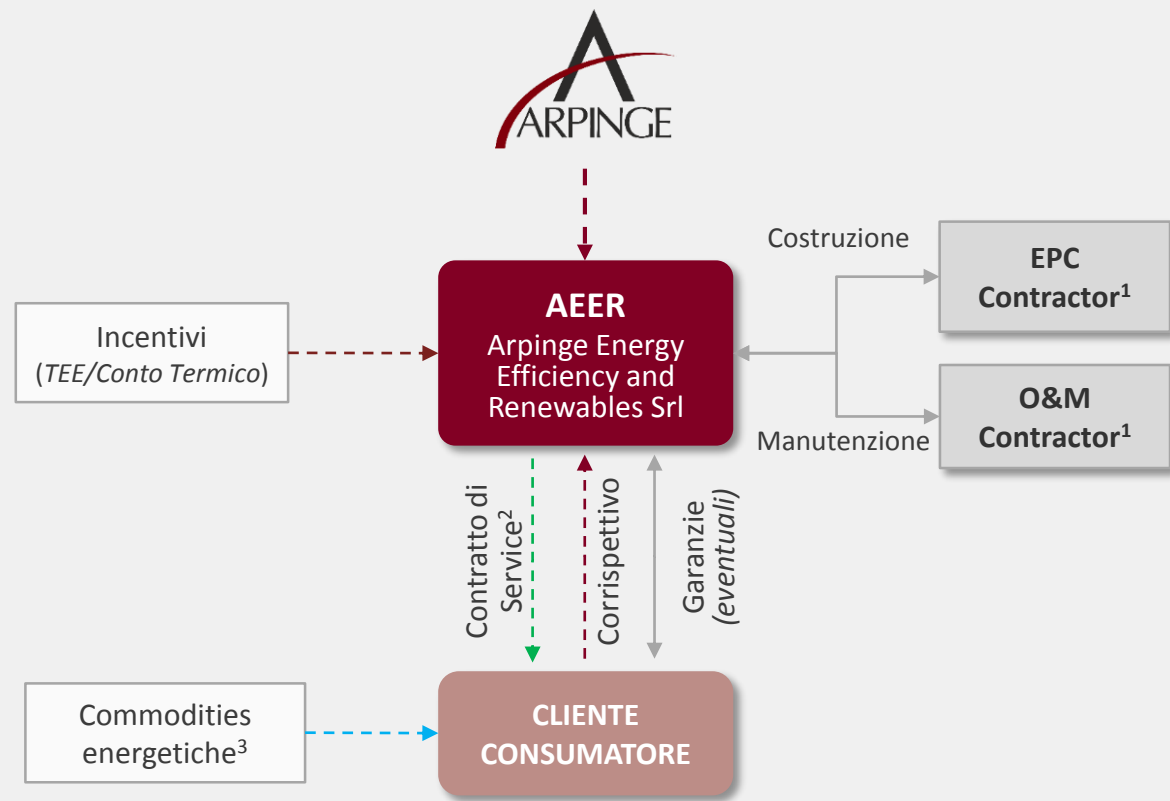 ARPINGE
Costruzione
EPC
Contractor¹
AEER
Arpinge Energy
Efficiency and
Renewables Srl
Incentivi
(TEE/Conto Termico)
O&M
Contractor¹
Manutenzione
Contratto di
Service²
Corrispettivo
Garanzie
(eventuali)
Commodities
energetiche³
CLIENTE
CONSUMATORE